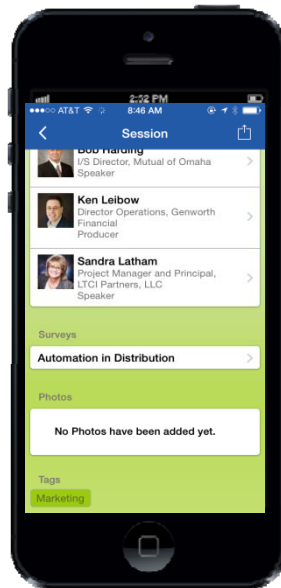 2:02 PM
AT&T 8:46 AM
Session
Bob Harding
I/S Director, Mutual of Omaha
Speaker
Ken Leibow
Director Operations, Genworth
Financial
Producer
Sandra Latham
Project Manager and Principal,
LTCI Partners, LLC
Speaker
Surveys
Automation in Distribution
Photos
No Photos have been added yet.
Tags
Marketing